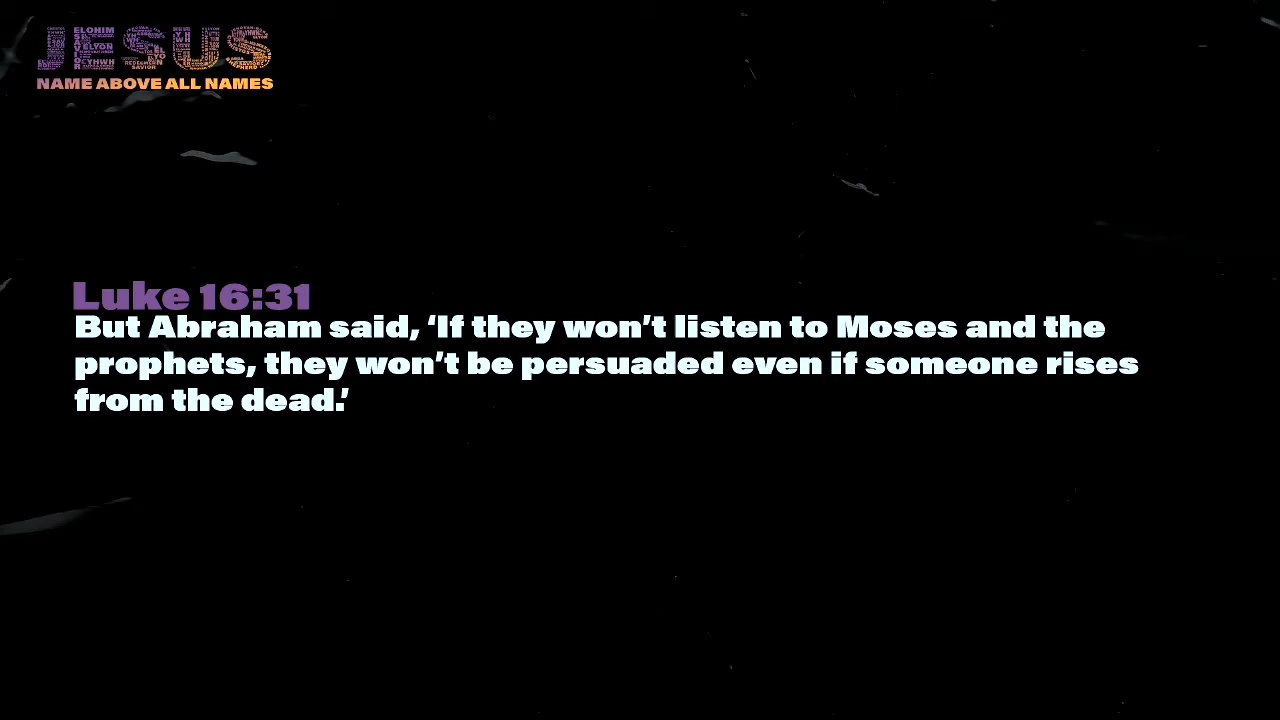 JESUS
NAME ABOVE ALL NAMES
Luke 16:31
But Abraham said, ‘If they won’t listen to Moses and the
prophets, they won’t be persuaded even if someone rises
from the dead.’